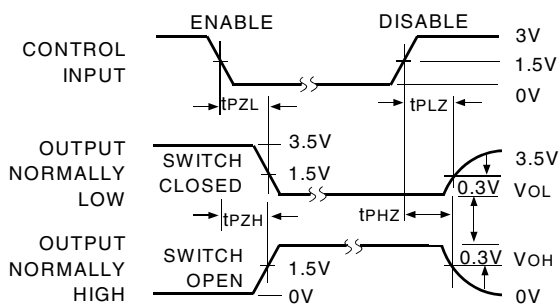 ENABLE DISABLE
CONTROL INPUT
3V
1.5V
0V
tPZL
tPLZ
OUTPUT NORMALLY LOW
SWITCH CLOSED
3.5V
1.5V
3.5V
0.3V VOL
tPZH
tPHZ
OUTPUT NORMALLY HIGH
SWITCH OPEN
1.5V
0V
0.3V VOH
0V